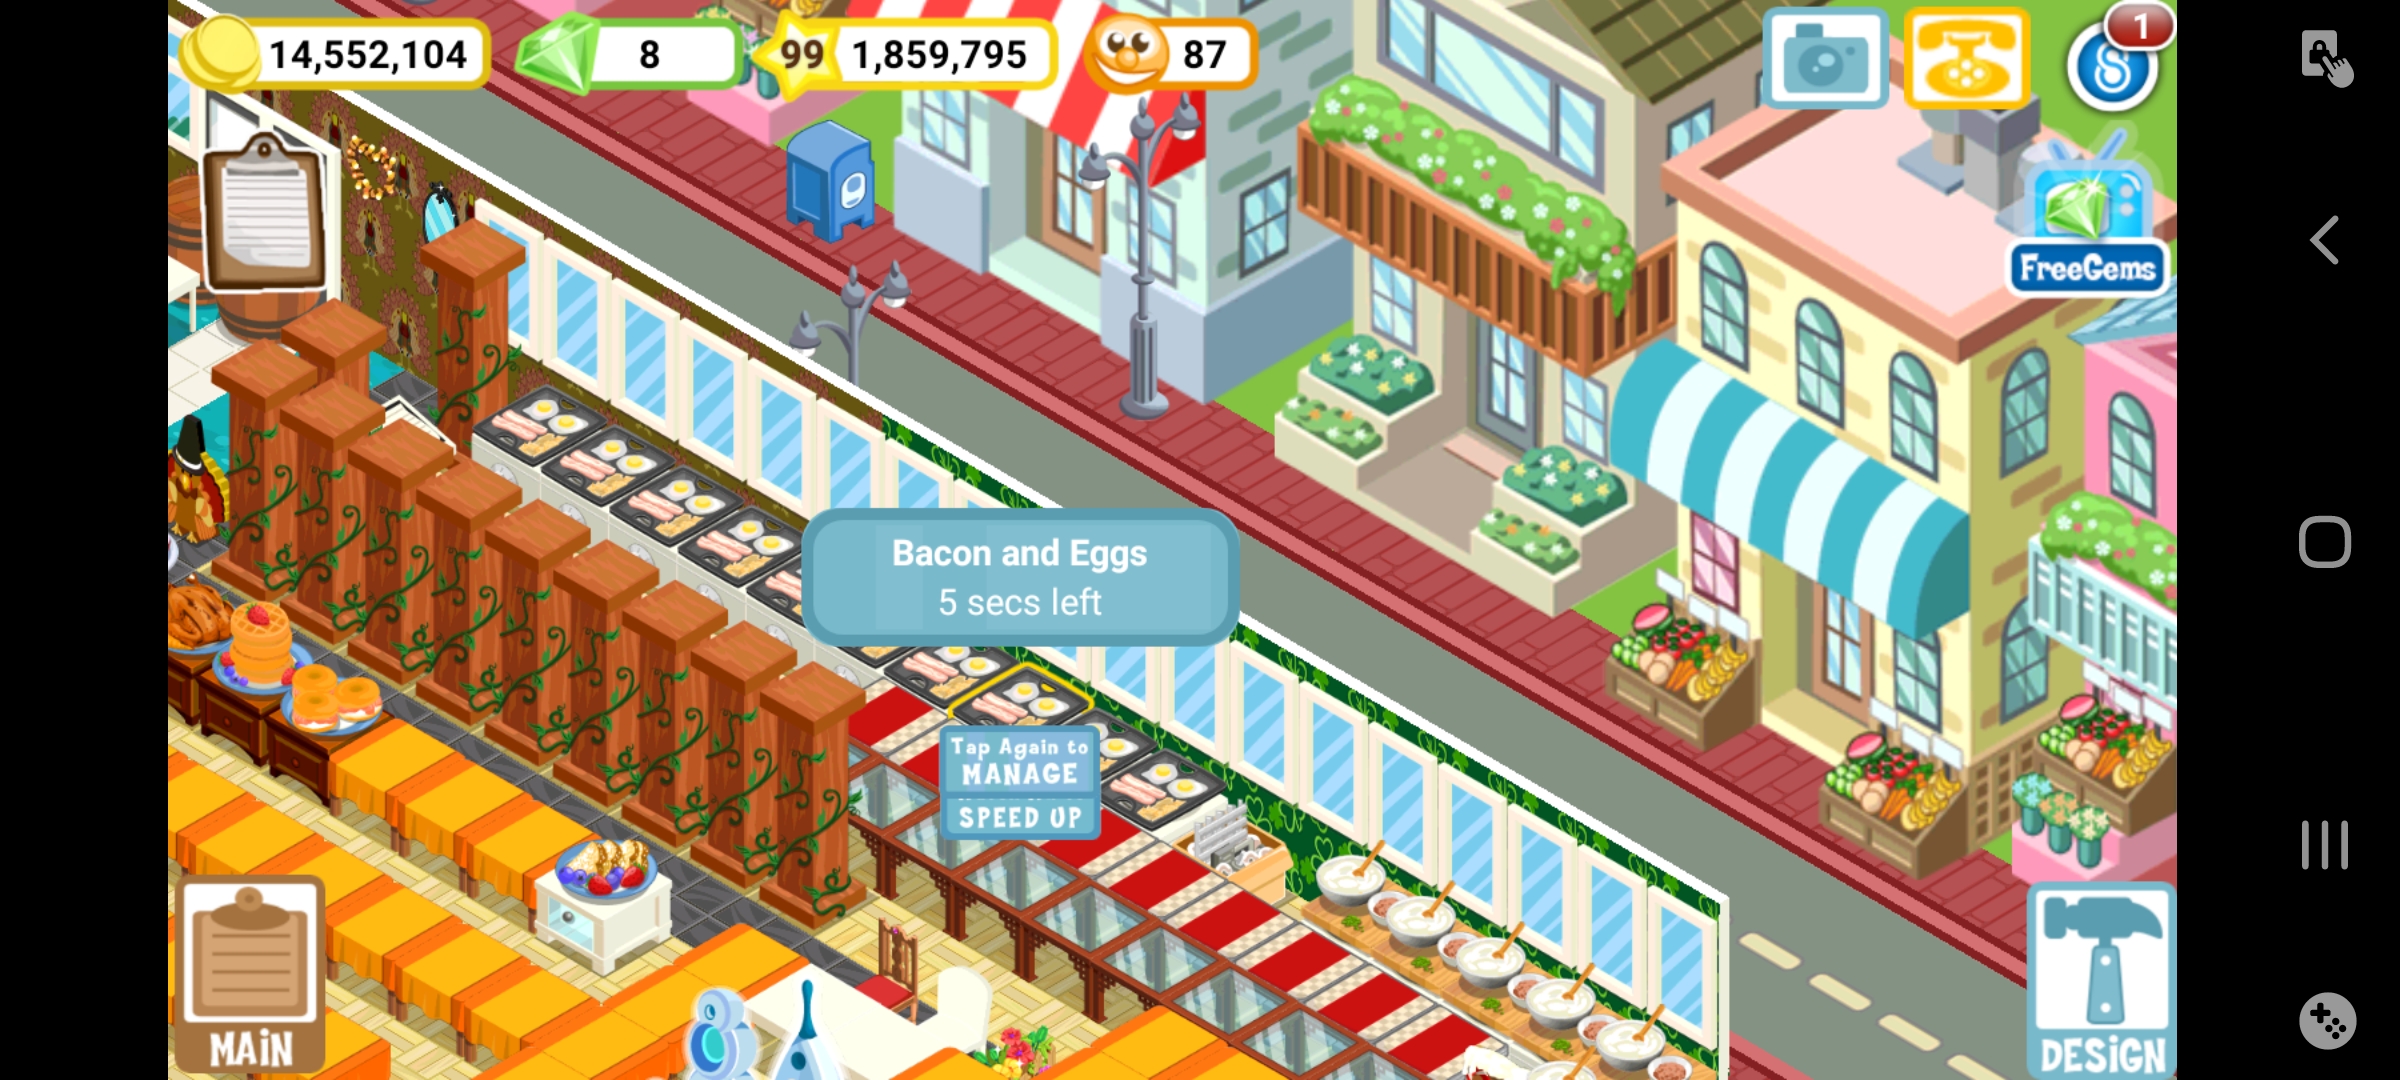 14,552,104
8
99
1,859,795
87
1
FreeGems
Bacon and Eggs
5 secs left
Tap Again to
MANAGE
SPEED UP
MAiN
DESiGN